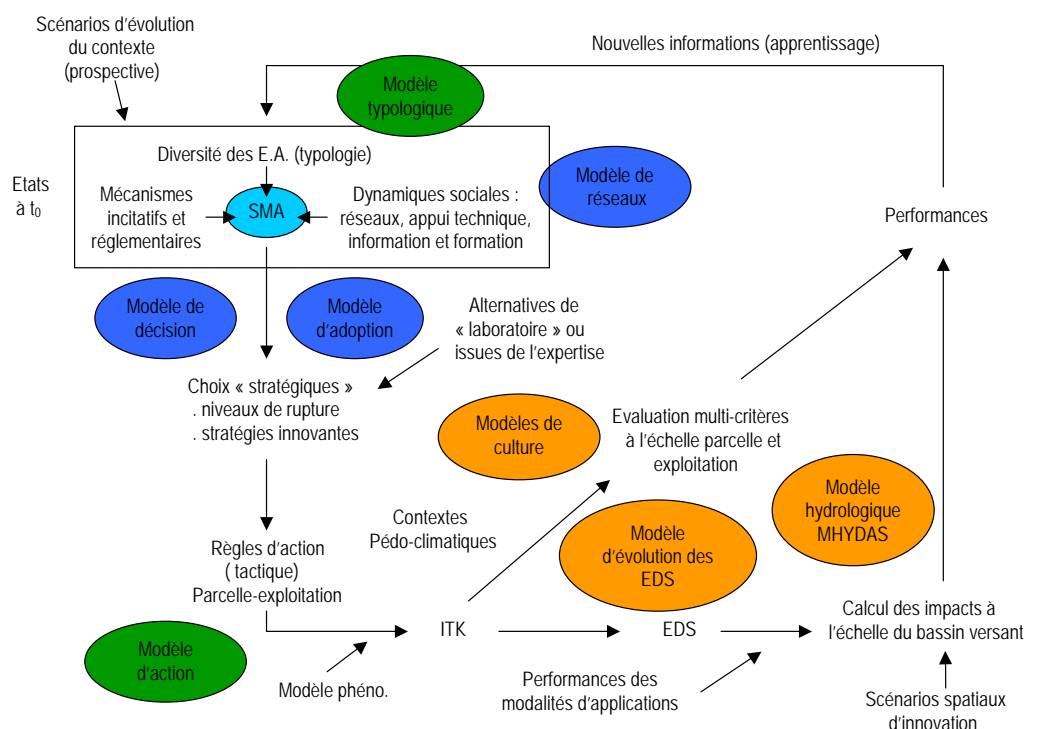 Scénarios d'évolution
du contexte
(prospective)
Nouvelles informations (apprentissage)
Modèle
typologique
Diversité des E.A. (typologie)
Etats
à t0
Mécanismes
incitatifs et
réglementaires
SMA
Dynamiques sociales :
réseaux, appui technique,
information et formation
Modèle de
réseaux
Performances
Modèle de
décision
Modèle
d'adoption
Alternatives de
« laboratoire » ou
issues de l'expertise
Choix « stratégiques »
. niveaux de rupture
. stratégies innovantes
Modèles de
culture
Evaluation multi-critères
à l'échelle parcelle et
exploitation
Modèle
hydrologique
MHYDAS
Contextes
Pédo-climatiques
Modèle
d'évolution des
EDS
Règles d'action
( tactique)
Parcelle-exploitation
ITK
EDS
Calcul des impacts à
l'échelle du bassin versant
Modèle
d'action
Modèle phéno.
Performances des
modalités d'applications
Scénarios spatiaux
d'innovation